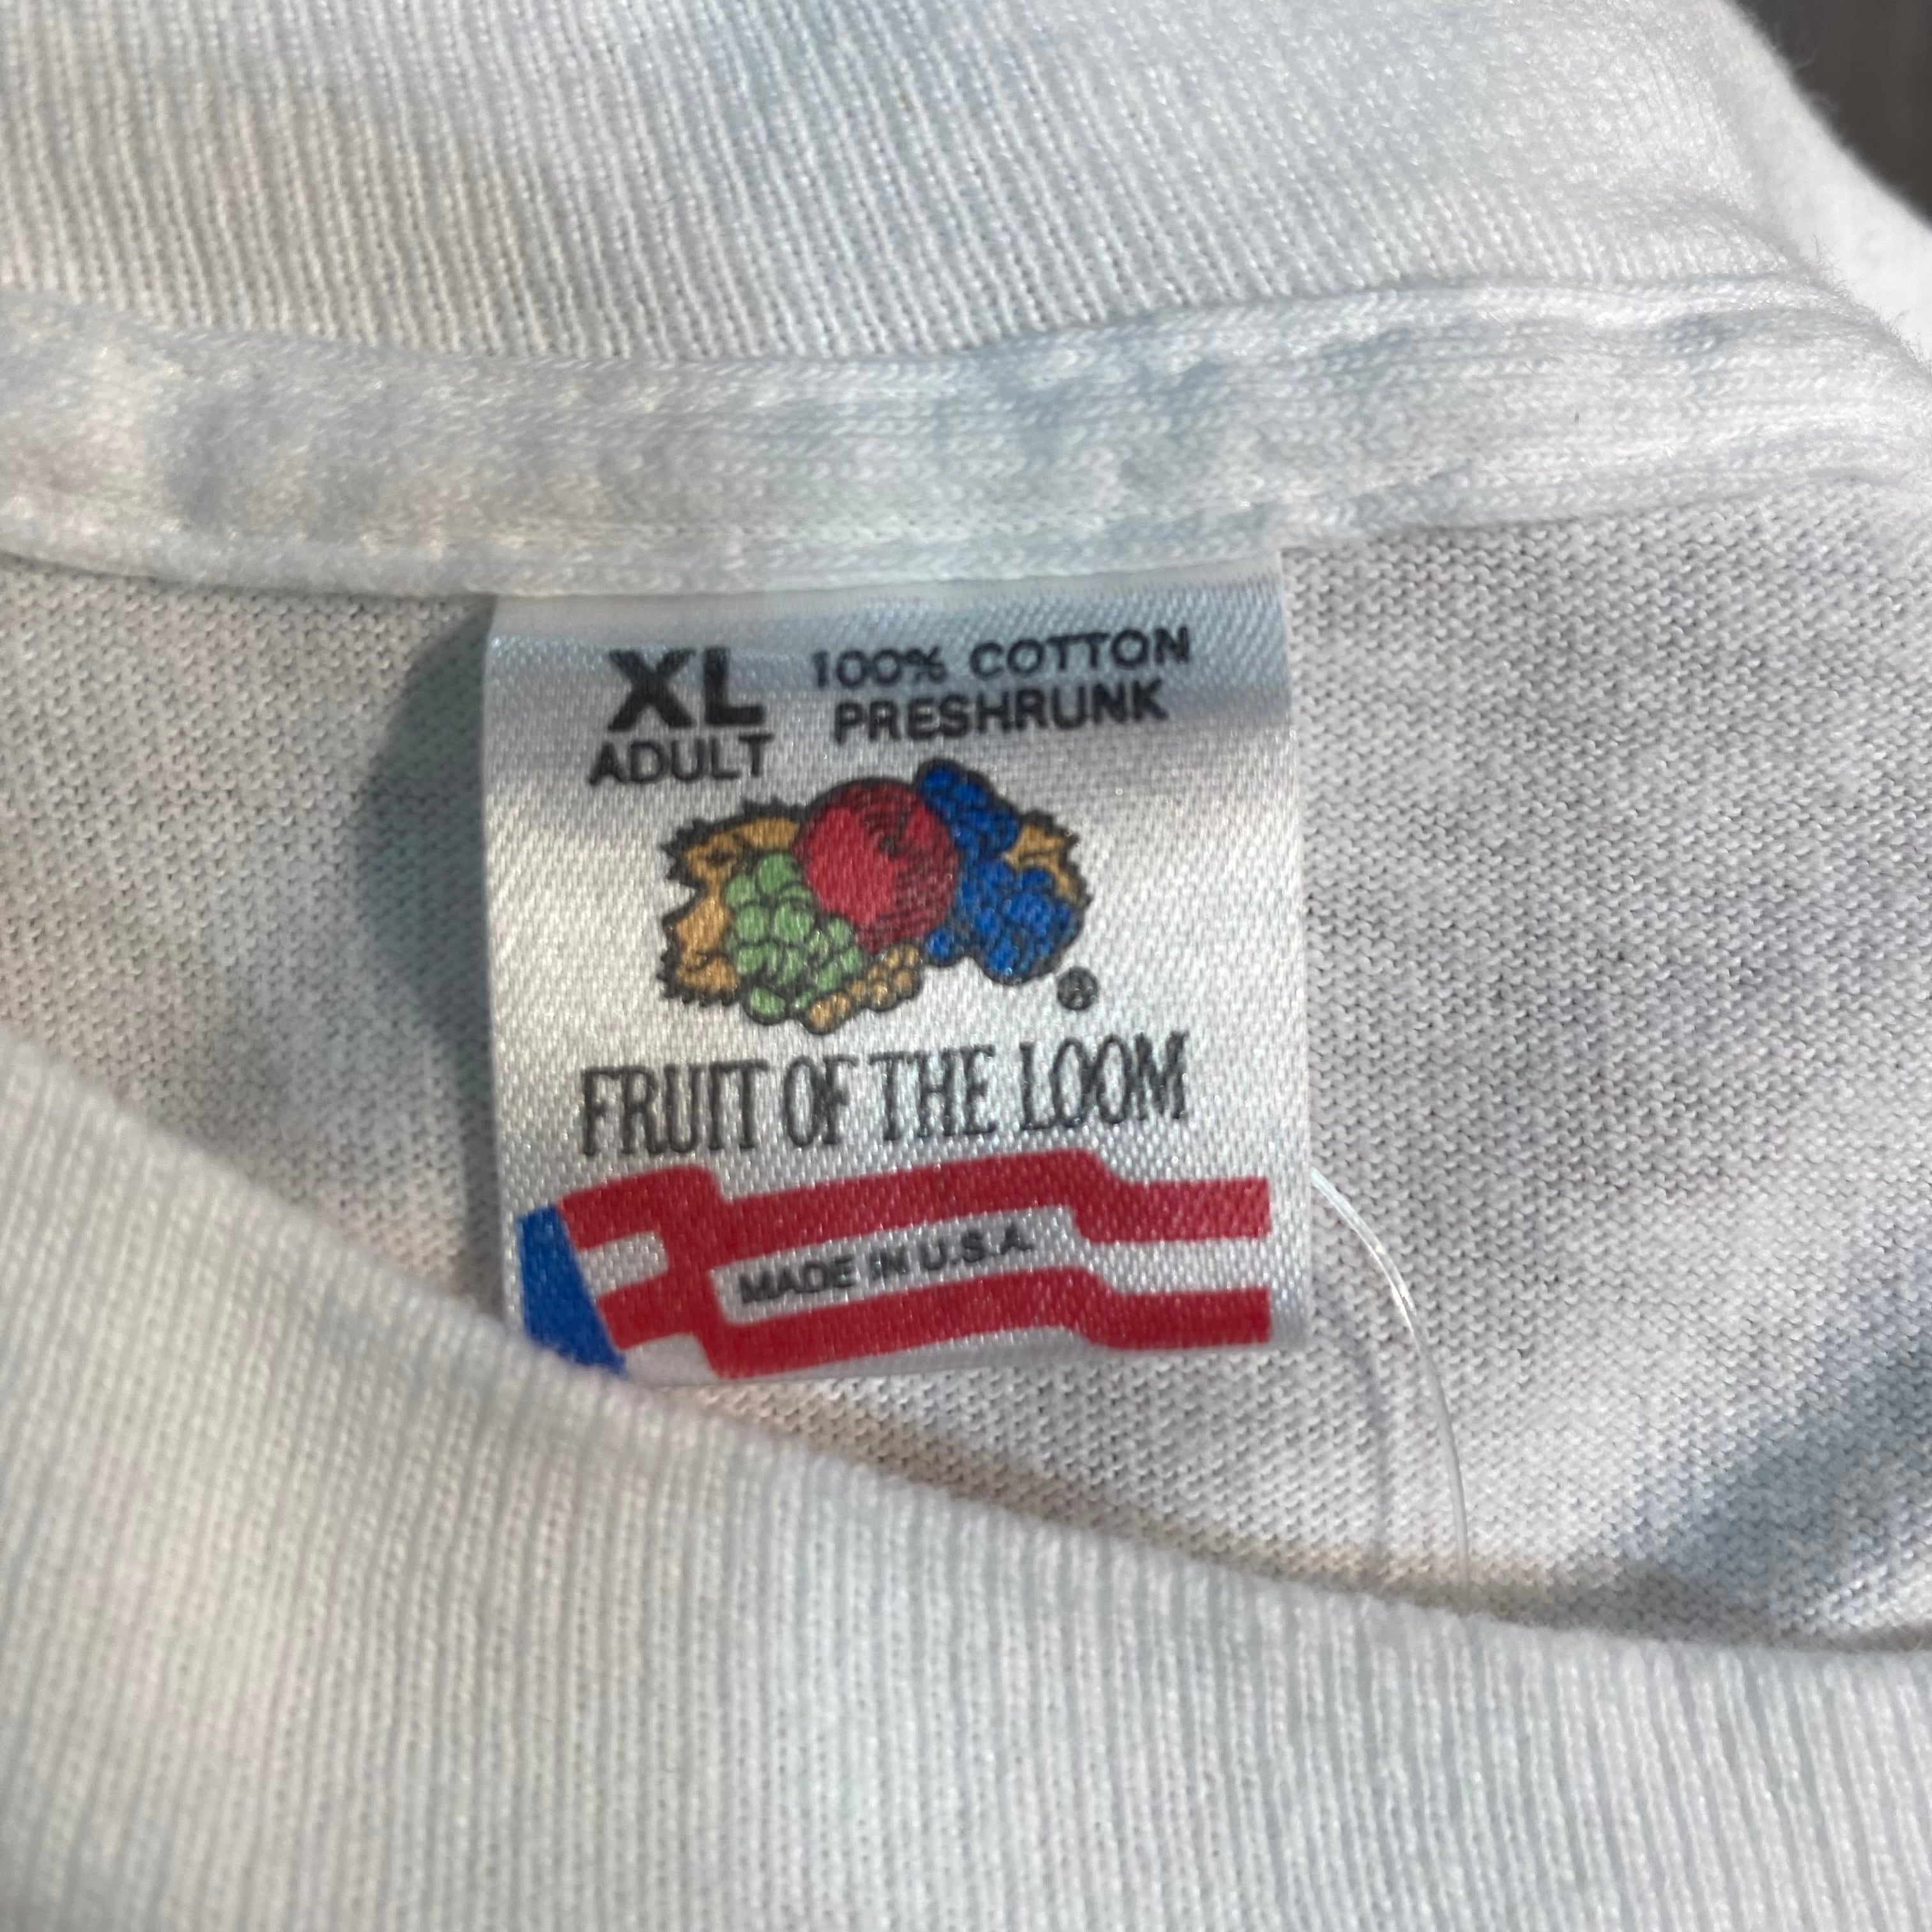 XL
ADULT
100% COTTON
PRESHRUNK
®
FRUIT OF THE LOOM
MADE IN U.S.A.